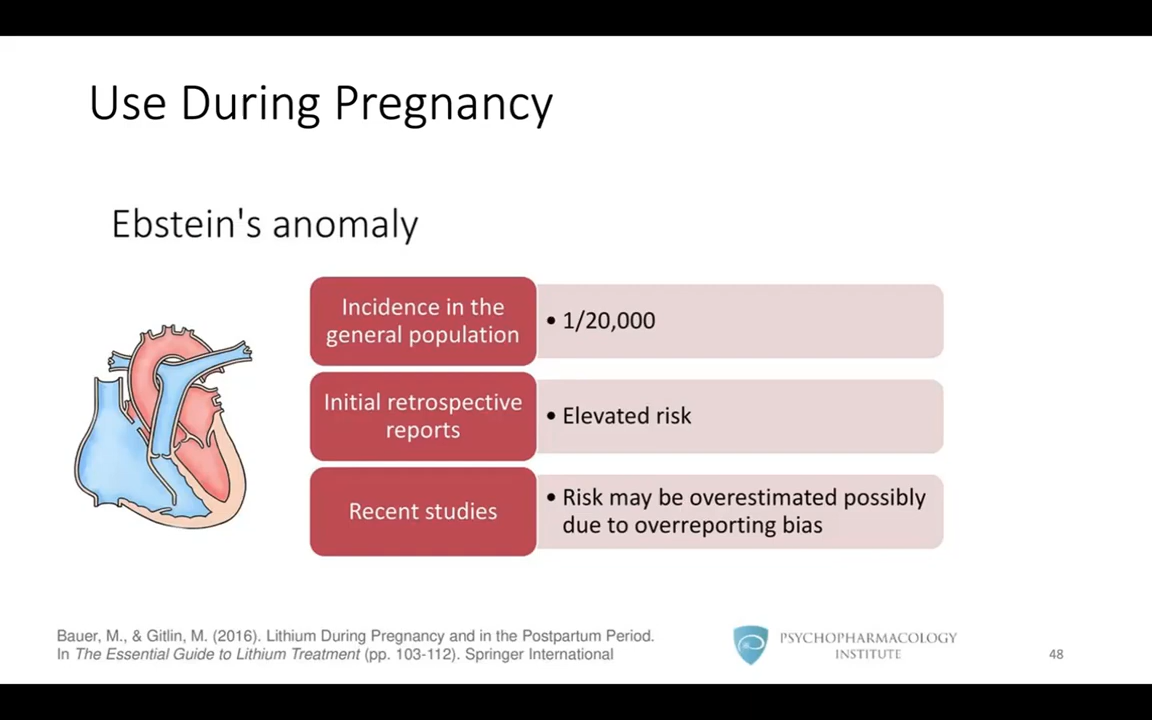 Use During Pregnancy
Ebstein's anomaly
Incidence in the
general population
• 1/20,000
Initial retrospective
reports
• Elevated risk
Recent studies
• Risk may be overestimated possibly
due to overreporting bias
Bauer, M., & Gitlin, M. (2016). Lithium During Pregnancy and in the Postpartum Period.
In The Essential Guide to Lithium Treatment (pp. 103-112). Springer International
PSYCHOPHARMACOLOGY
INSTITUTE
48